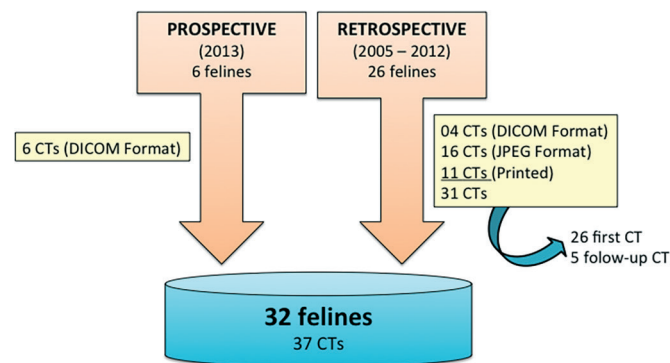 PROSPECTIVE
(2013)
6 felines
RETROSPECTIVE
(2005 – 2012)
26 felines
6 CTs (DICOM Format)
04 CTs (DICOM Format)
16 CTs (JPEG Format)
11 CTs (Printed)
31 CTs
26 first CT
5 folow-up CT
32 felines
37 CTs